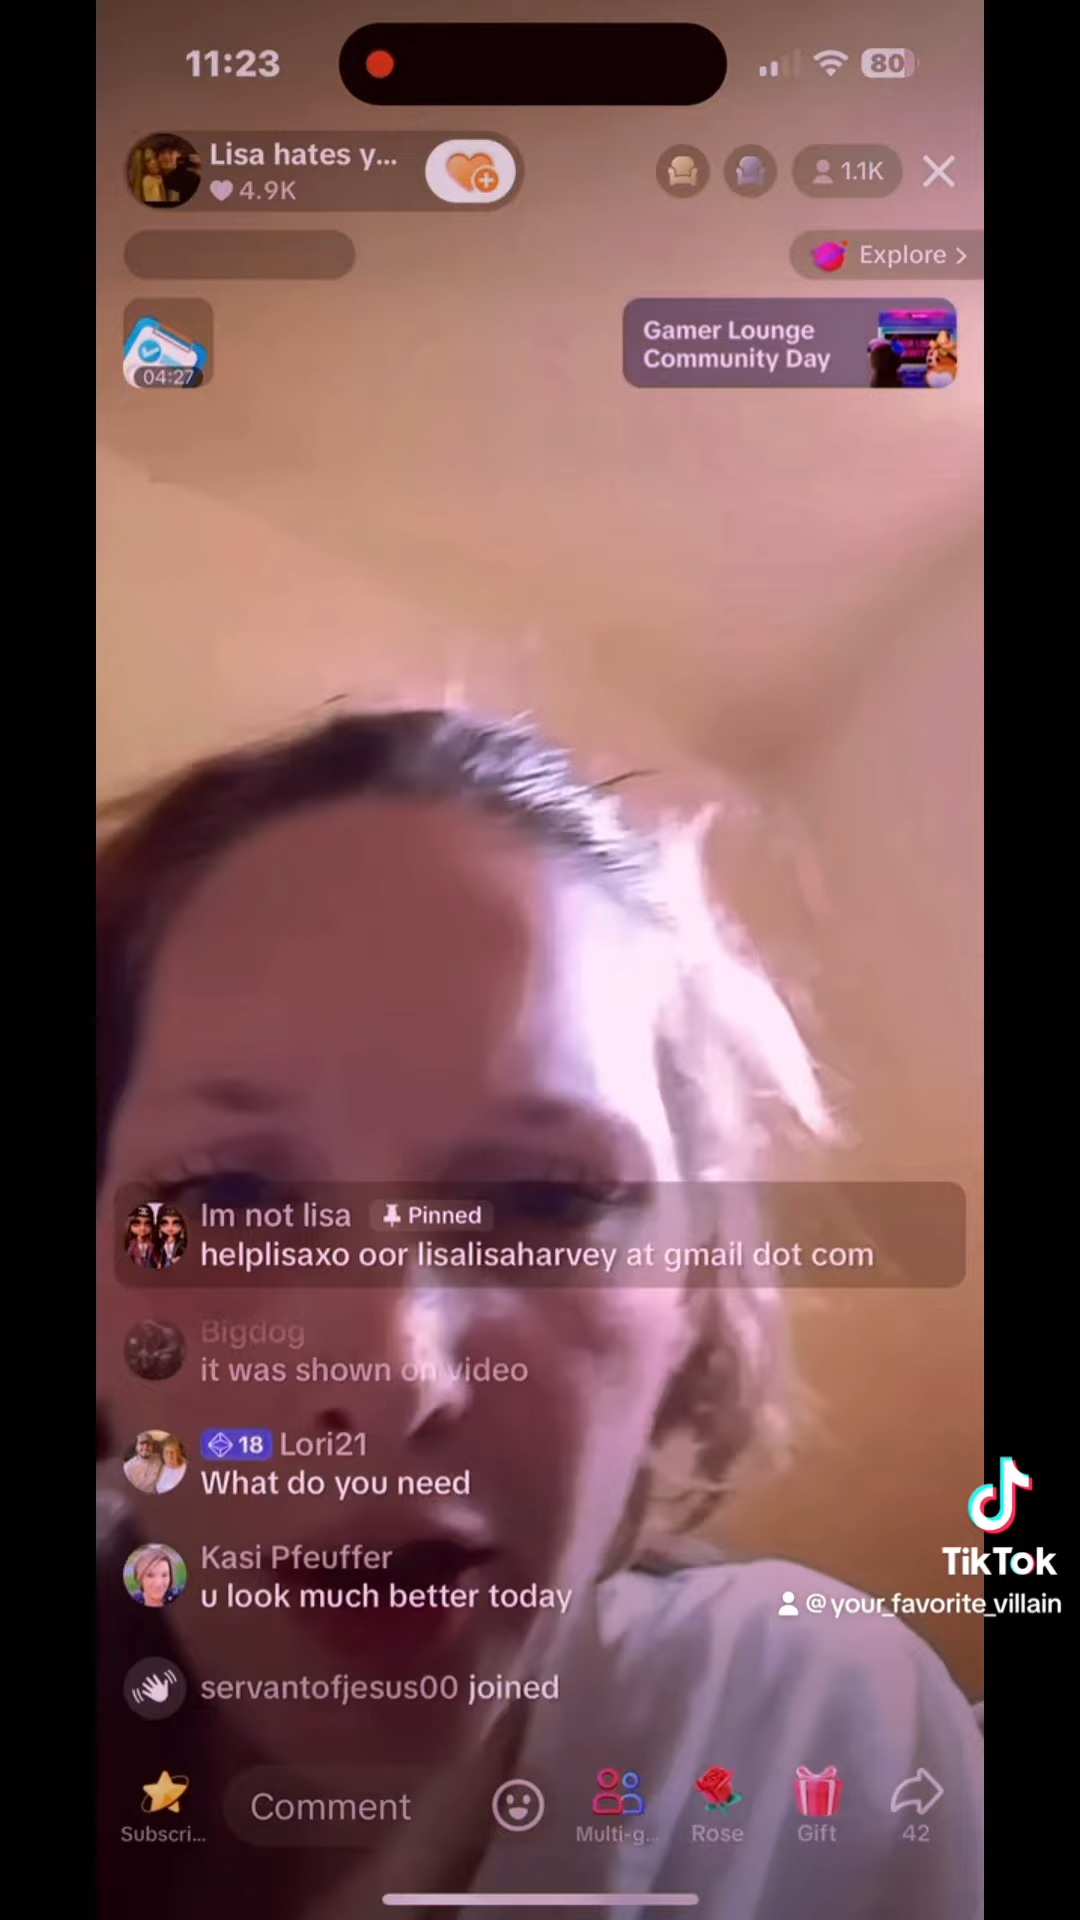 11:23
80
Lisa hates y...
4.9K
1.1K
Explore >
04:27
Gamer Lounge
Community Day
Im not lisa Pinned
helplisaxo oor lisalisaharvey at gmail dot com
Bigdog
it was shown on video
18 Lori21
What do you need
Kasi Pfeuffer
u look much better today
servantofjesus00 joined
TikTok
@your_favorite_villain
Comment
Subscri...
Multi-g...
Rose
Gift
42